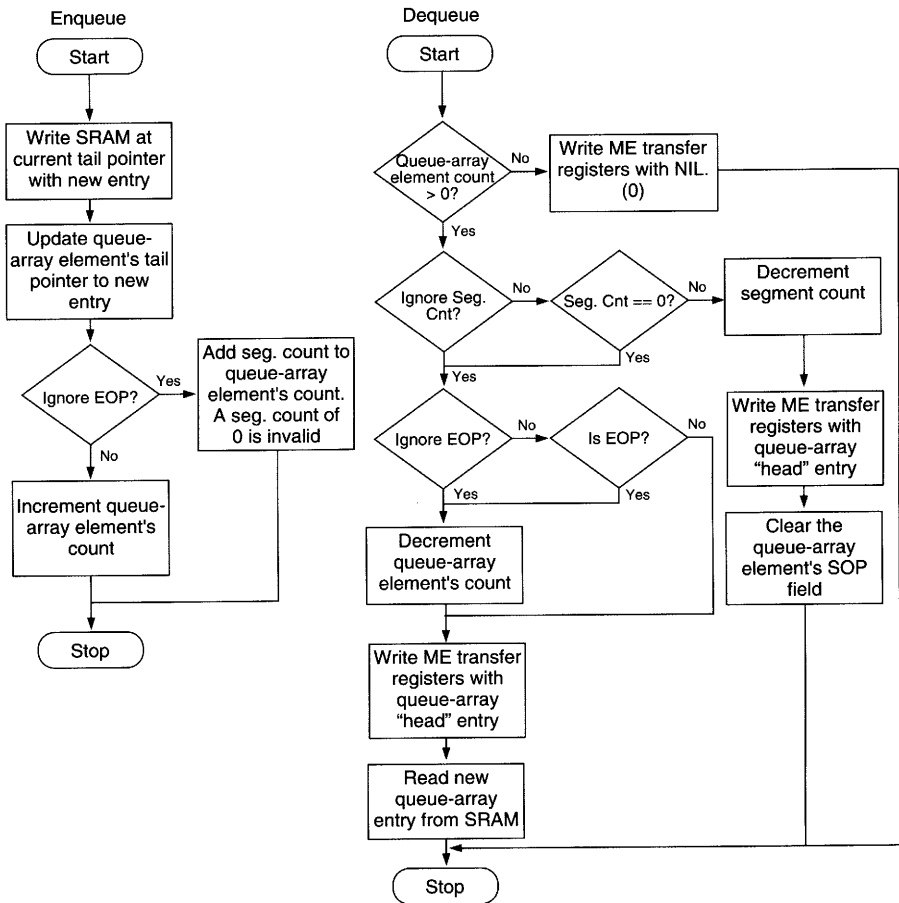 Enqueue
Start
Write SRAM at
current tail pointer
with new entry
Update queue-
array element's tail
pointer to new
entry
Ignore EOP?
Yes
Add seg. count to
queue-array
element's count.
A seg. count of
0 is invalid
No
Increment queue-
array element's
count
Stop
Dequeue
Start
Queue-array
element count
> 0?
No
Write ME transfer
registers with NIL.
(0)
Yes
Ignore Seg.
Cnt?
No
Seg. Cnt == 0?
No
Decrement
segment count
Yes
Yes
Write ME transfer
registers with
queue-array
“head” entry
Clear the
queue-array
element's SOP
field
Ignore EOP?
No
Is EOP?
No
Yes
Yes
Decrement
queue-array
element's count
Write ME transfer
registers with
queue-array
“head” entry
Read new
queue-array
entry from SRAM
Stop